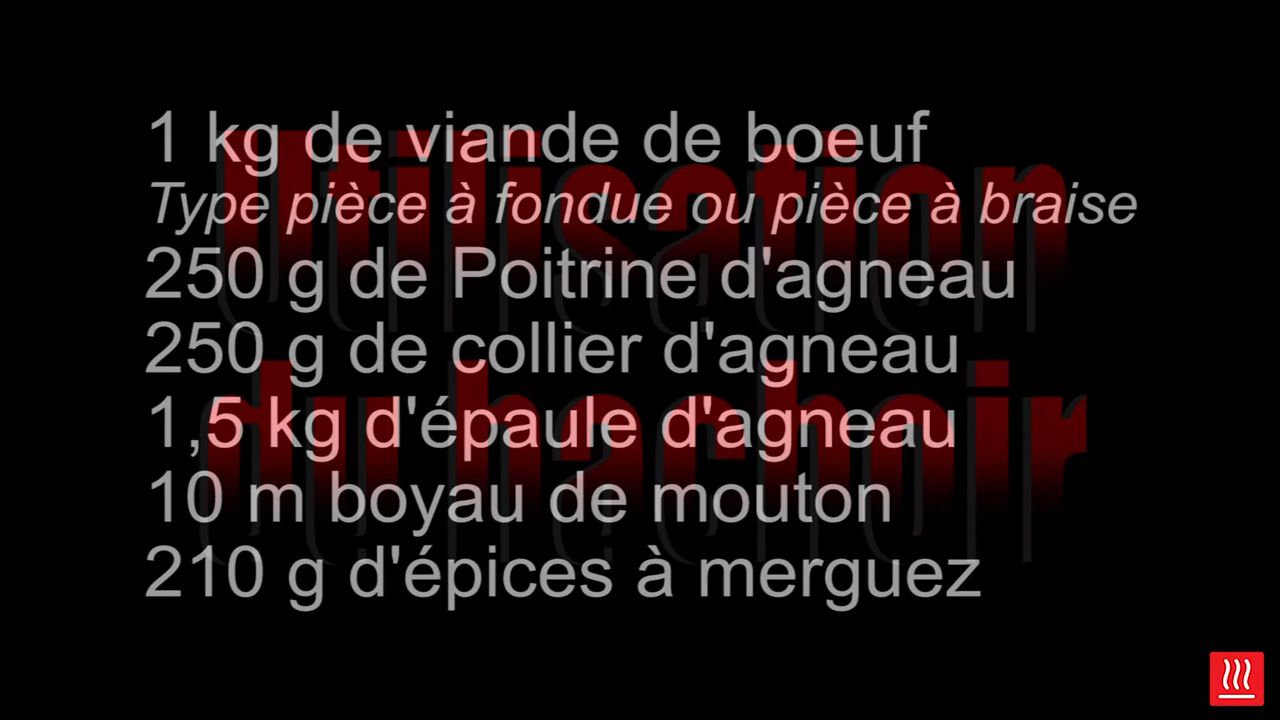 1 kg de viande de boeuf
Type pièce à fondue ou pièce à braise
250 g de Poitrine d'agneau
250 g de collier d'agneau
1,5 kg d'épaule d'agneau
10 m boyau de mouton
210 g d'épices à merguez
Utilisation
du hachoir